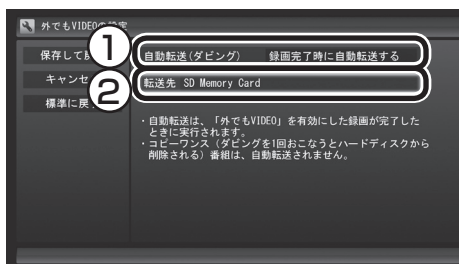 外でもVIDEOの設定
保存して
キャンセ
標準に戻
①
自動転送(ダビング) 録画完了時に自動転送する
②
転送先 SD Memory Card
・自動転送は、「外でもVIDEO」を有効にした録画が完了した
ときに実行されます。
・コピーワンス(ダビングを1回おこなうとハードディスクから
削除される)番組は、自動転送されません。